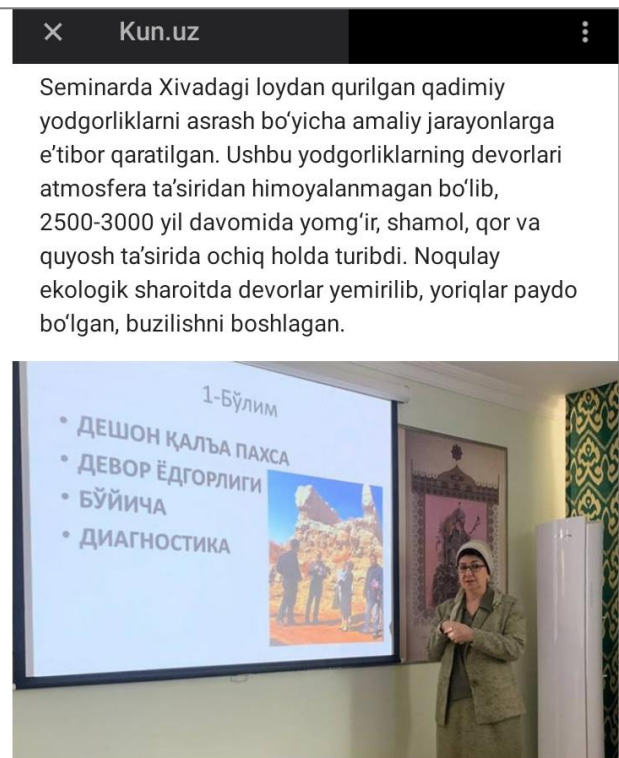 Kun.uz
Seminarda Xivadagi loydan qurilgan qadimiy
yodgorliklarni asrash bo‘yicha amaliy jarayonlarga
e’tibor qaratilgan. Ushbu yodgorliklarning devorlari
atmosfera ta’siridan himoyalanmagan bo‘lib,
2500-3000 yil davomida yomg‘ir, shamol, qor va
quyosh ta’sirida ochiq holda turibdi. Noqulay
ekologik sharoitda devorlar yemirilib, yoriqlar paydo
bo‘lgan, buzilishni boshlagan.
1-Бўлим
• ДЕШОН ҚАЛЪА ПАХСА
• ДЕВОР ЁДГОРЛИГИ
• БЎЙИЧА
• ДИАГНОСТИКА